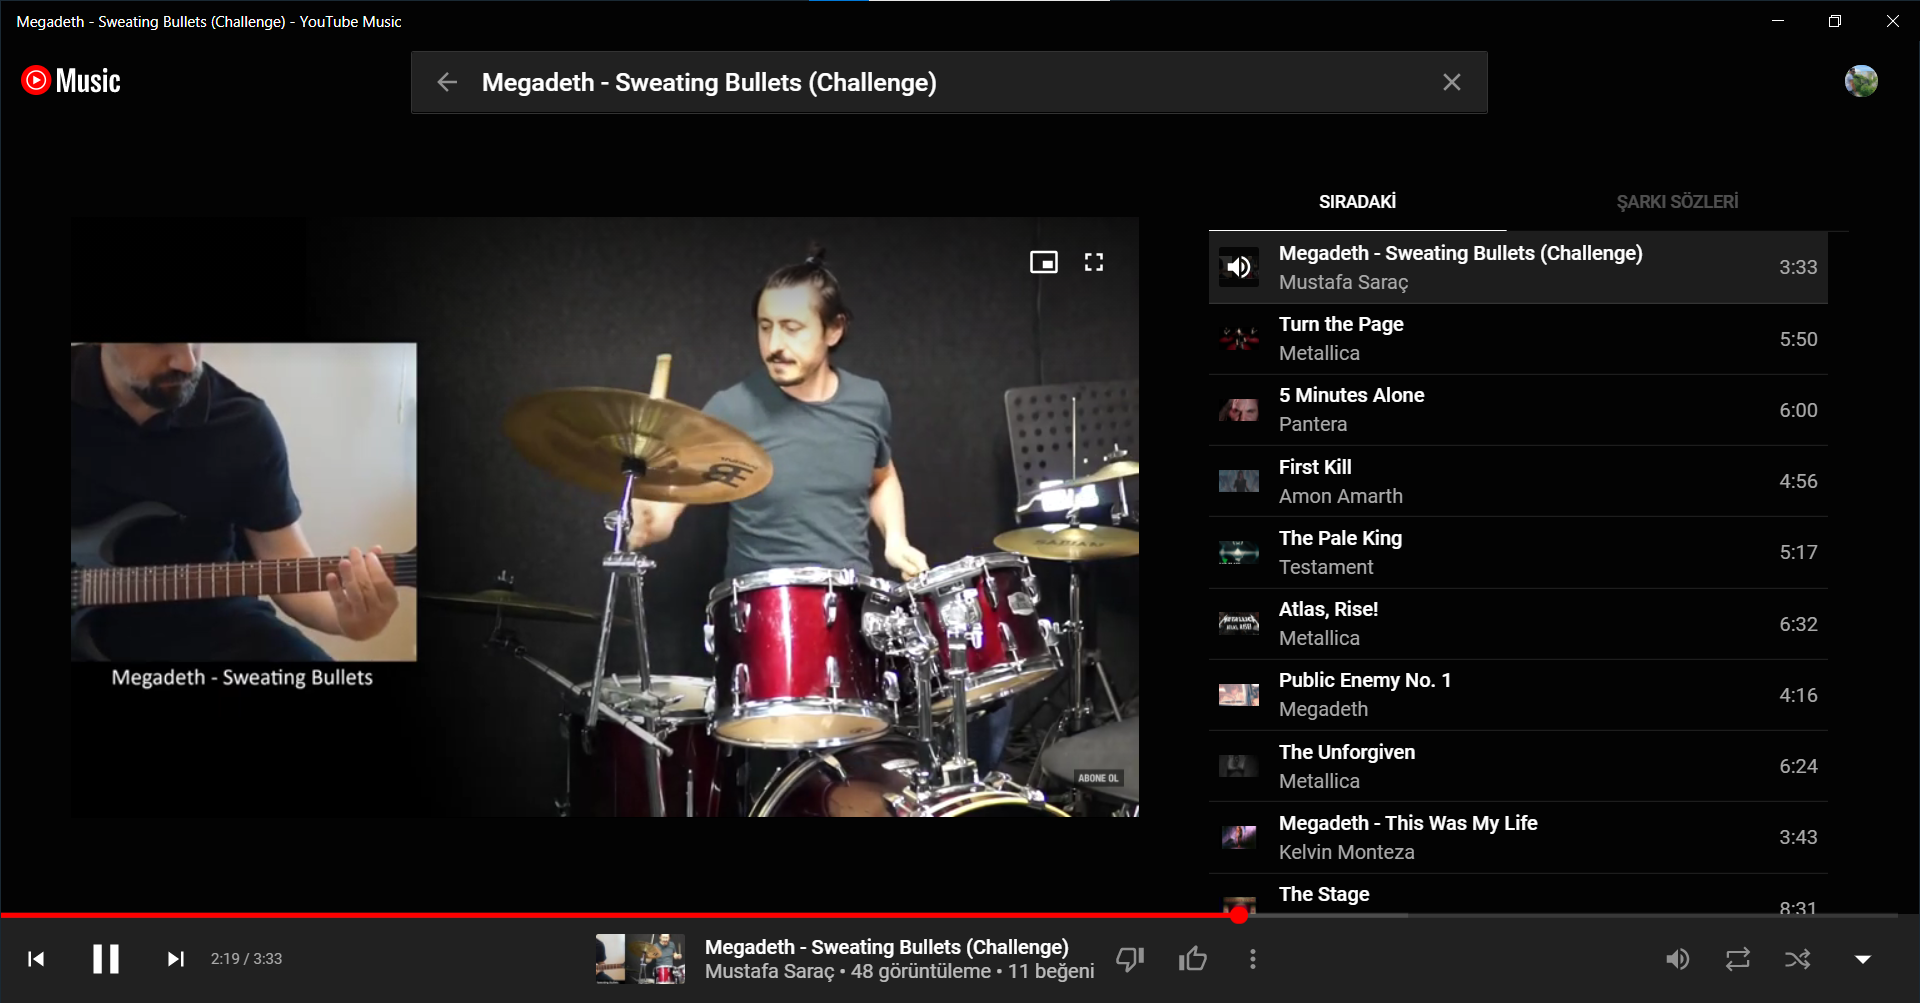 Megadeth - Sweating Bullets (Challenge) - YouTube Music
Music
Megadeth - Sweating Bullets (Challenge)
SIRADAKİ
ŞARKI SÖZLERİ
Megadeth - Sweating Bullets (Challenge)
Mustafa Saraç
3:33
Turn the Page
Metallica
5:50
5 Minutes Alone
Pantera
6:00
First Kill
Amon Amarth
4:56
The Pale King
Testament
5:17
Atlas, Rise!
Metallica
6:32
Public Enemy No. 1
Megadeth
4:16
The Unforgiven
Metallica
6:24
Megadeth - This Was My Life
Kelvin Monteza
3:43
The Stage
8:31
Megadeth - Sweating Bullets
SABIAN
ABONE OL
2:19 / 3:33
Megadeth - Sweating Bullets (Challenge)
Mustafa Saraç • 48 görüntüleme • 11 beğeni